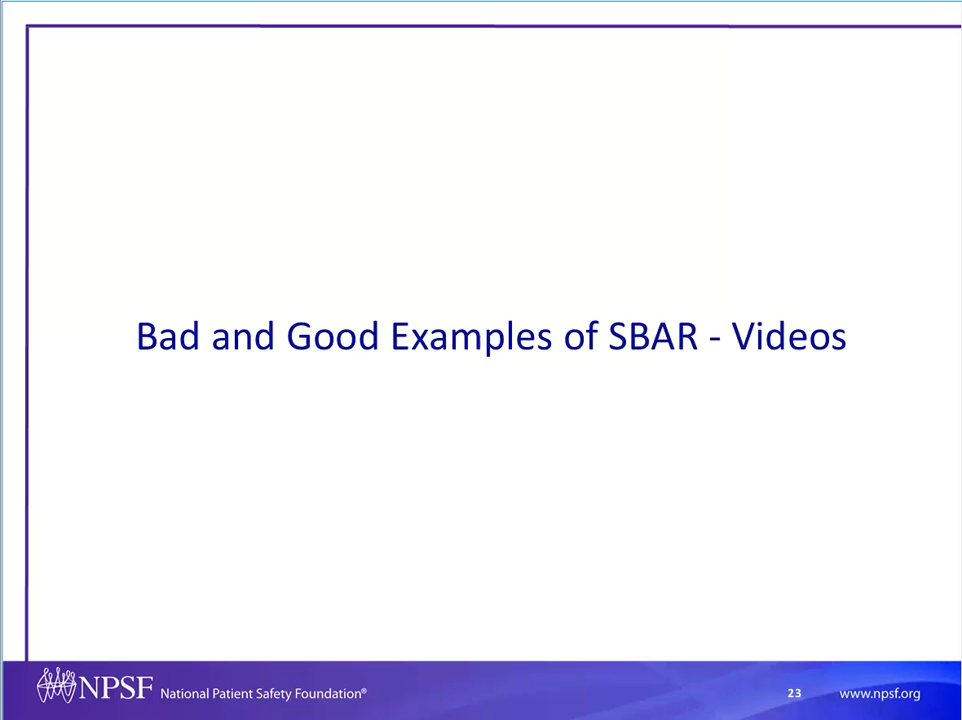 Bad and Good Examples of SBAR - Videos
NPSF National Patient Safety Foundation® 23 www.npsf.org